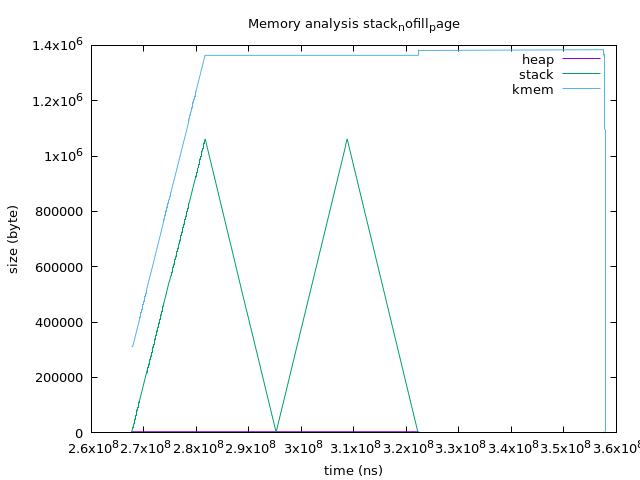 Memory analysis stack_nofill_page
1.4x10^6
1.2x10^6
1x10^6
800000
600000
400000
200000
0
size (byte)
heap
stack
kmem
2.6x10^8 2.7x10^8 2.8x10^8 2.9x10^8 3x10^8 3.1x10^8 3.2x10^8 3.3x10^8 3.4x10^8 3.5x10^8 3.6x10^8
time (ns)